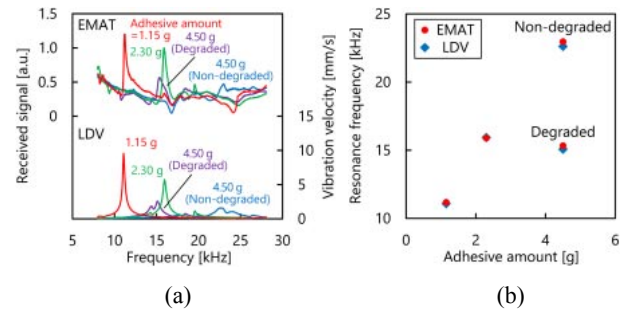 1.5
EMAT
Adhesive amount
=1.15 g
4.50 g
(Degraded)
2.30 g
4.50 g
(Non-degraded)
1.0
0.5
0
Received signal [a.u.]
LDV
1.15 g
4.50 g
(Degraded)
2.30 g
4.50 g
(Non-degraded)
15
10
5
0
Vibration velocity [mm/s]
5 10 15 20 25 30
Frequency [kHz]
(a)
25
20
15
10
Resonance frequency [kHz]
EMAT
LDV
Non-degraded
Degraded
0 2 4 6
Adhesive amount [g]
(b)